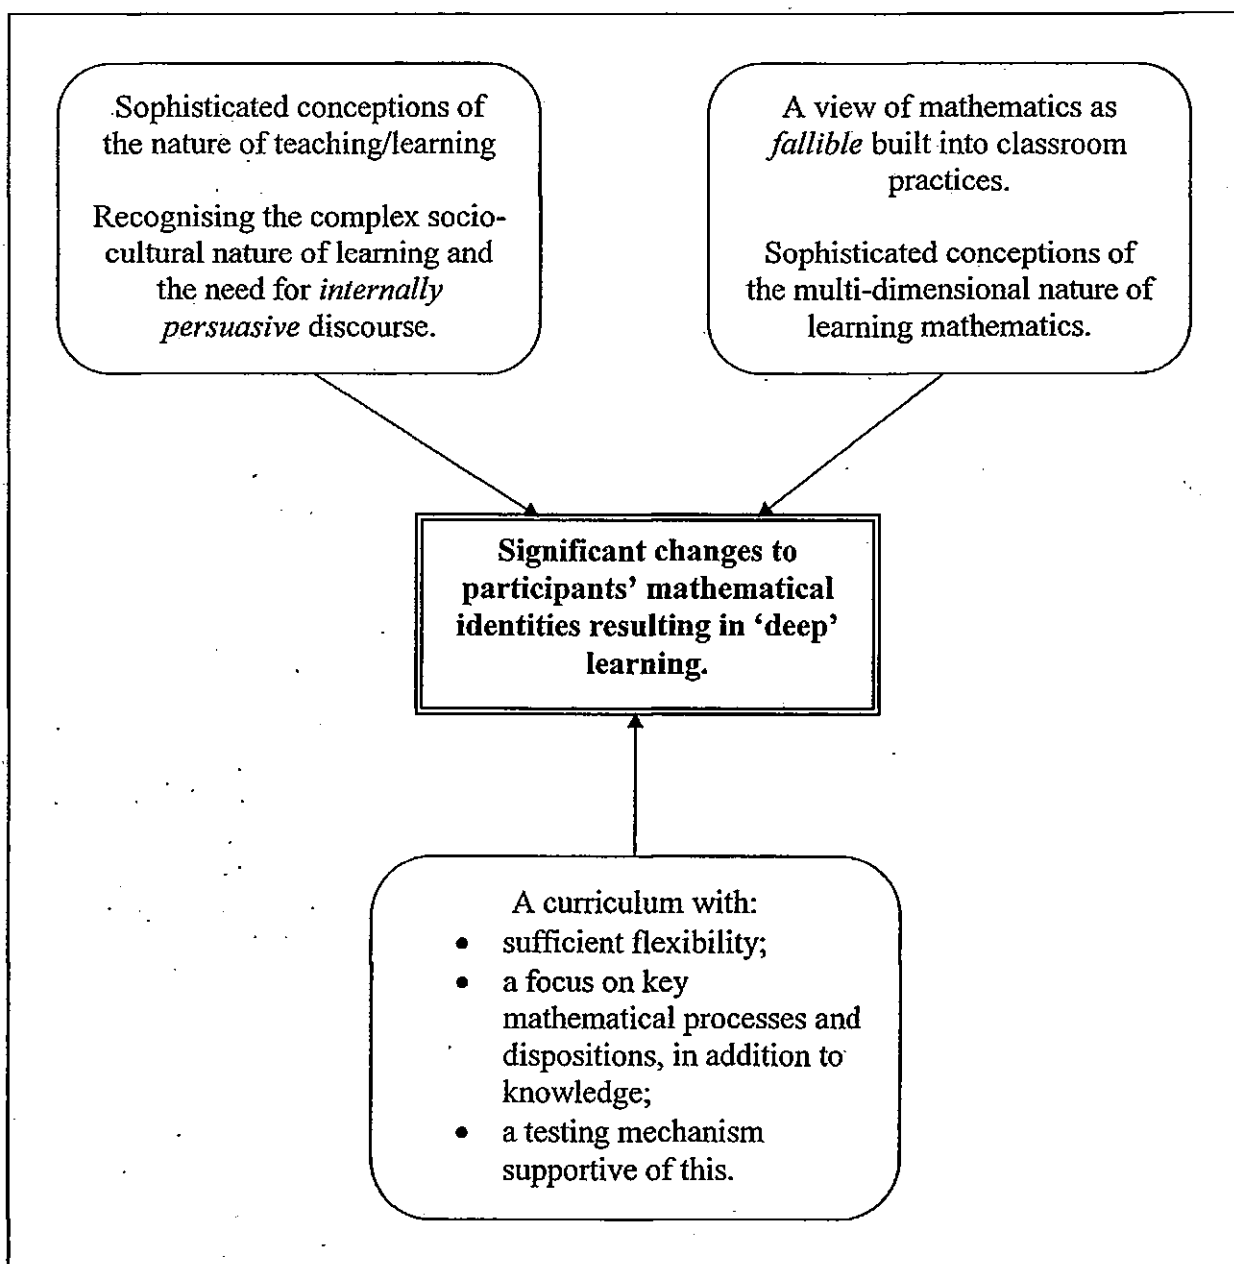 Sophisticated conceptions of
the nature of teaching/learning
Recognising the complex socio-
cultural nature of learning and
the need for internally
persuasive discourse.
A view of mathematics as
fallible built into classroom
practices.
Sophisticated conceptions of
the multi-dimensional nature of
learning mathematics.
Significant changes to
participants’ mathematical
identities resulting in ‘deep’
learning.
A curriculum with:
• sufficient flexibility;
• a focus on key
mathematical processes and
dispositions, in addition to
knowledge;
• a testing mechanism
supportive of this.